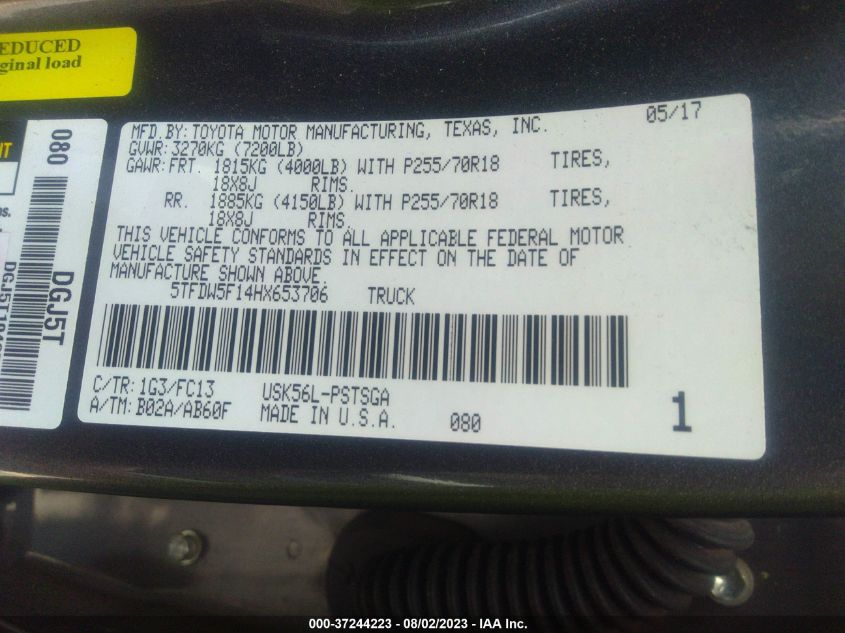 EDUCED
ginal load
080
DGJ5T
MFD.BY: TOYOTA MOTOR MANUFACTURING, TEXAS, INC. 05/17
GVWR: 3270KG (7200LB)
GAWR: FRT. 1815KG (4000LB) WITH P255/70R18 TIRES,
18X8J RIMS.
RR. 1885KG (4150LB) WITH P255/70R18 TIRES,
18X8J RIMS.
THIS VEHICLE CONFORMS TO ALL APPLICABLE FEDERAL MOTOR
VEHICLE SAFETY STANDARDS IN EFFECT ON THE DATE OF
MANUFACTURE SHOWN ABOVE.
5TFDW5F14HX653706 TRUCK
C/TR: 1G3/FC13 USK56L-PSTSGA
A/TM: B02A/AB60F MADE IN U.S.A. 080 1
000-37244223 - 08/02/2023 - IAA Inc.